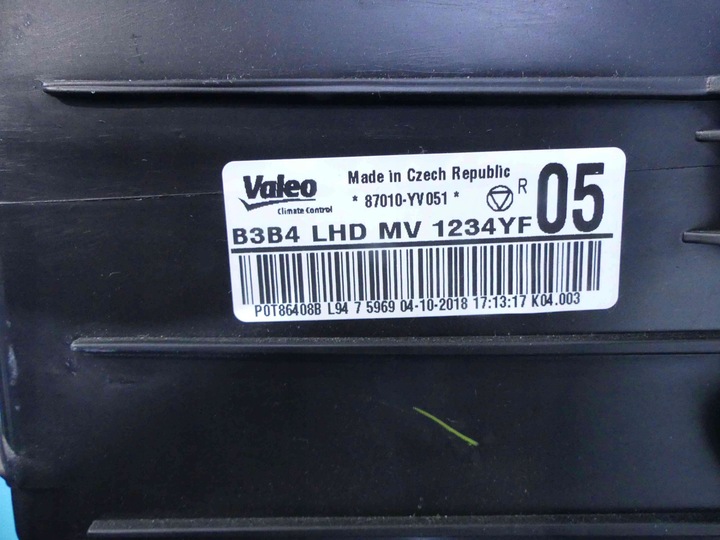 Valeo
Climate Control
Made in Czech Republic
* 87010-YV051 *
R
05
B3B4 LHD MV 1234YF
P0T86408B L94 7 5969 04-10-2018 17:13:17 K04.003